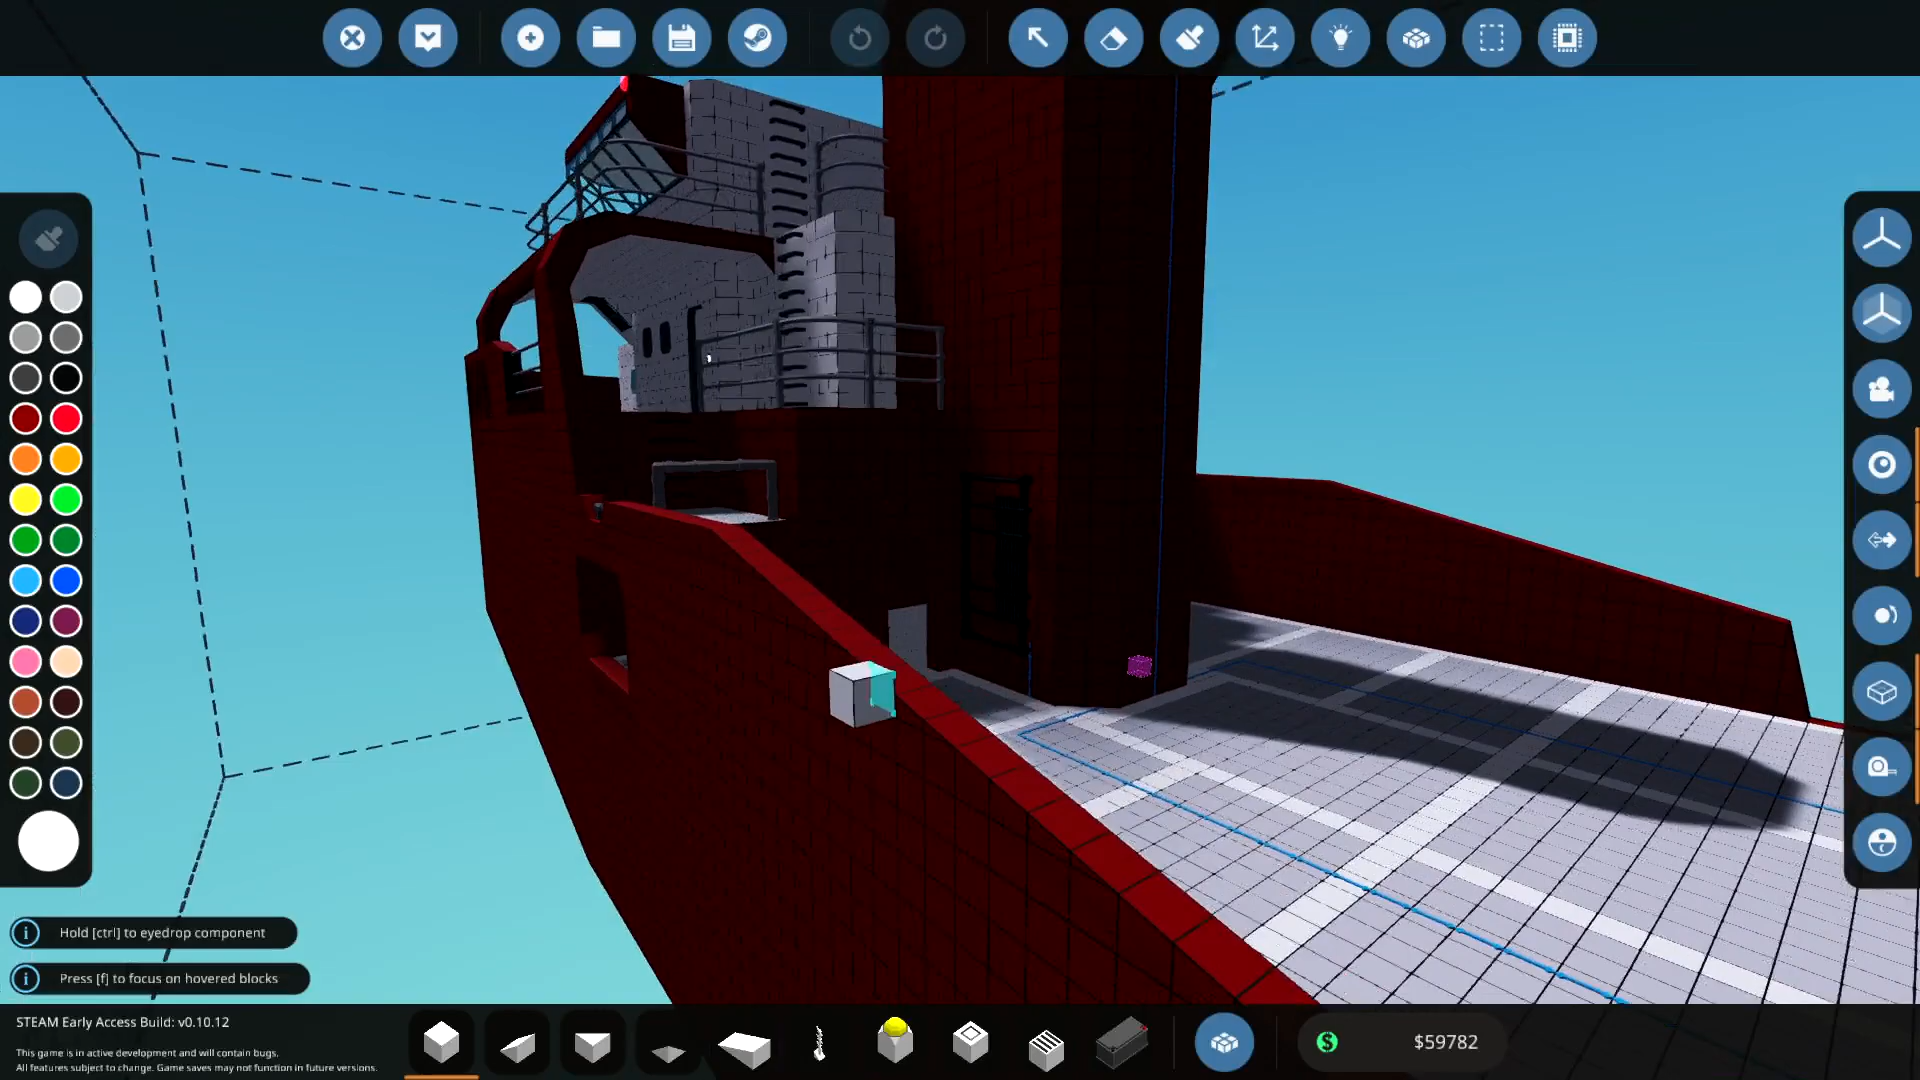 Hold [ctrl] to eyedrop component
Press [f] to focus on hovered blocks
STEAM Early Access Build: v0.10.12
This game is in active development and will contain bugs.
All features subject to change. Game saves may not function in future versions.
$59782